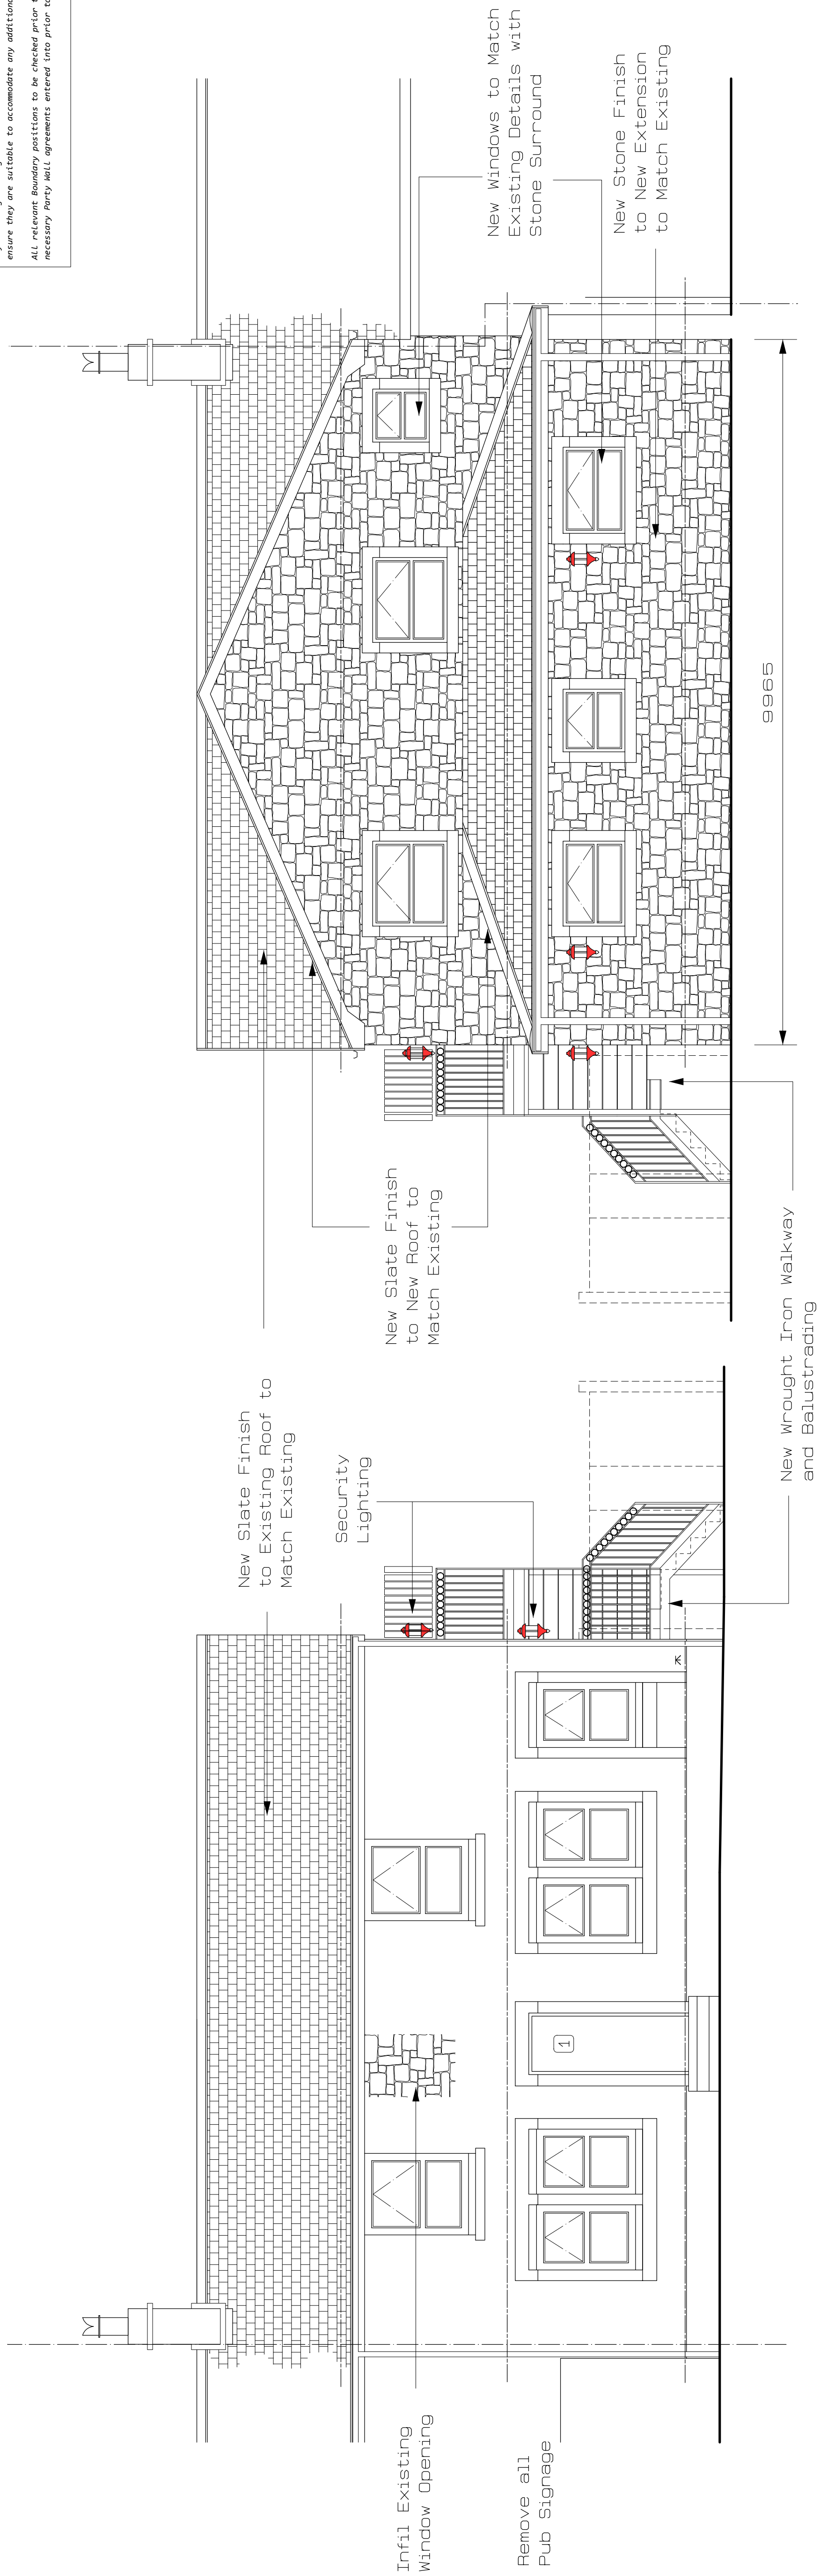 ensure they are suitable to accommodate any additional
All relevant Boundary positions to be checked prior t
necessary Party Wall agreements entered into prior to
Infil Existing
Window Opening
Remove all
Pub Signage
New Slate Finish
to Existing Roof to
Match Existing
Security
Lighting
1
New Wrought Iron Walkway
and Balustrading
New Slate Finish
to New Roof to
Match Existing
New Windows to Match
Existing Details with
Stone Surround
New Stone Finish
to New Extension
to Match Existing
9965